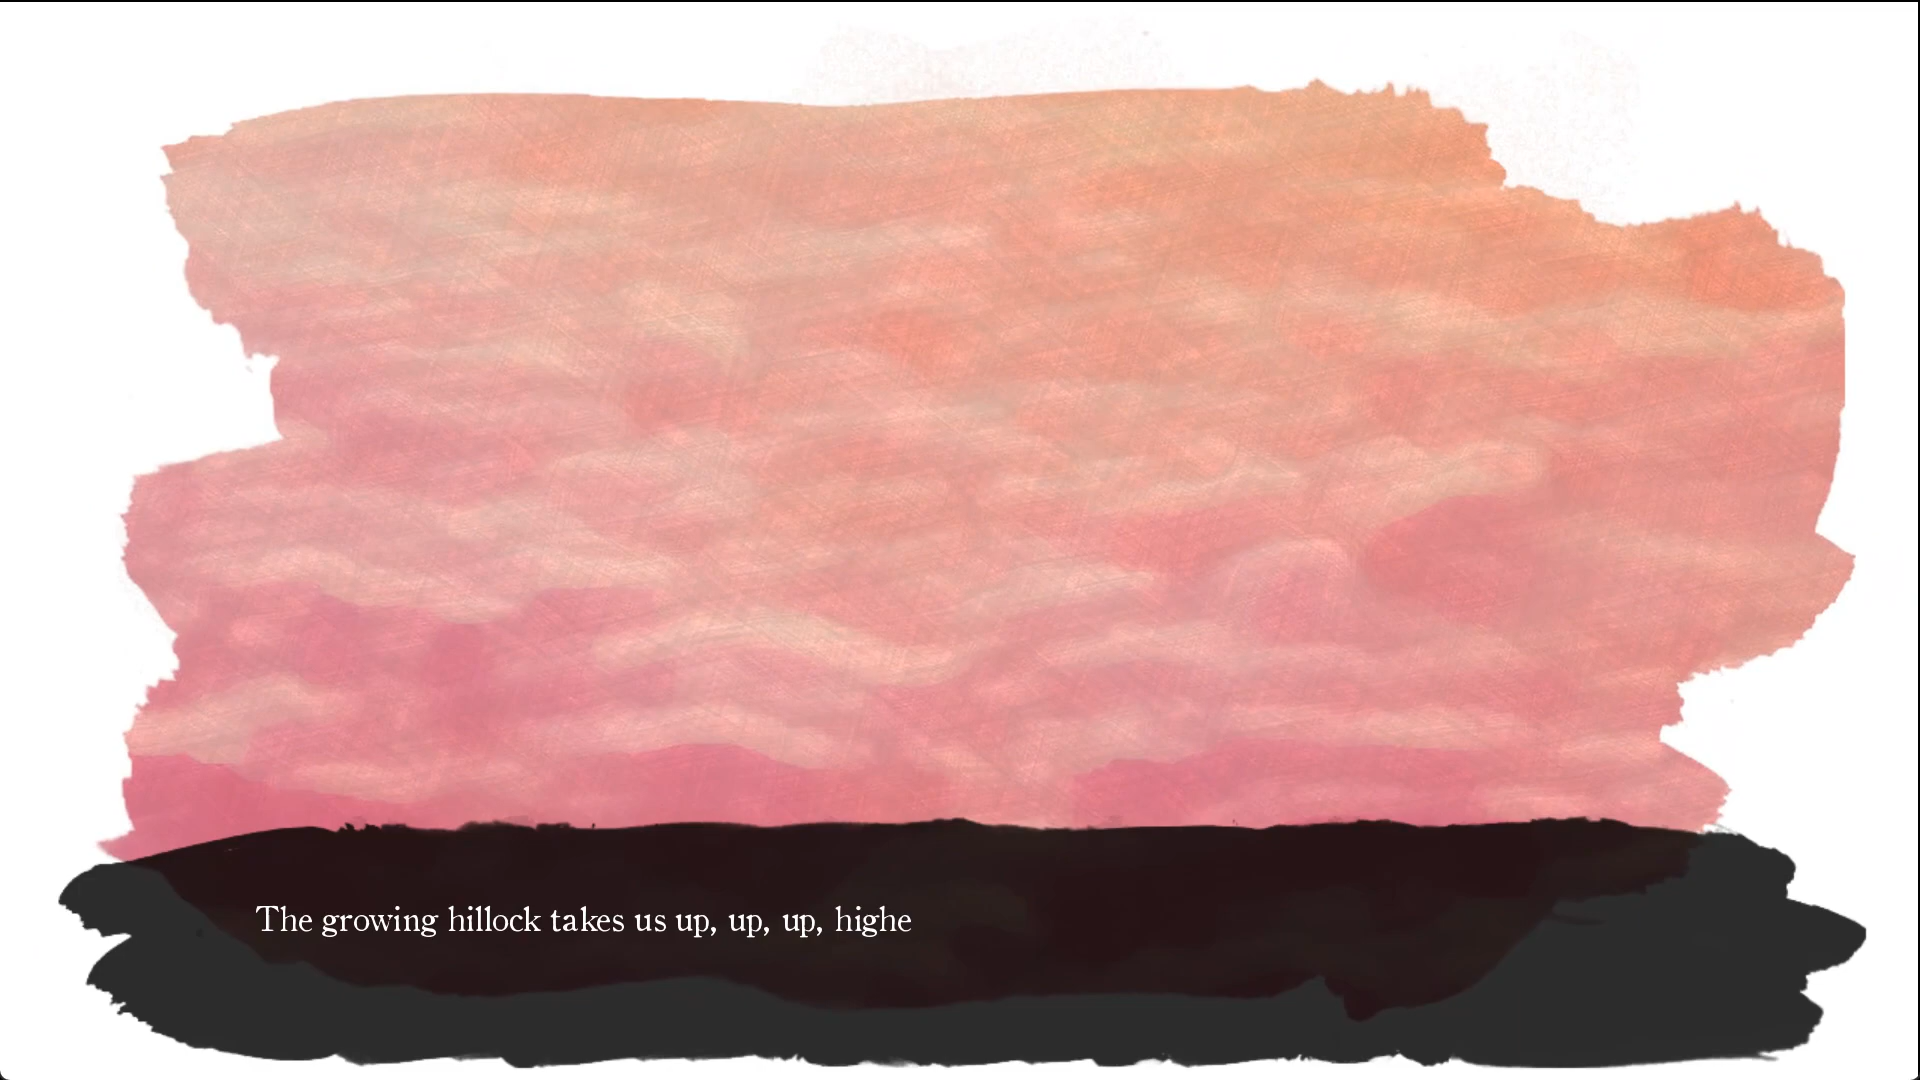 The growing hillock takes us up, up, up, highe